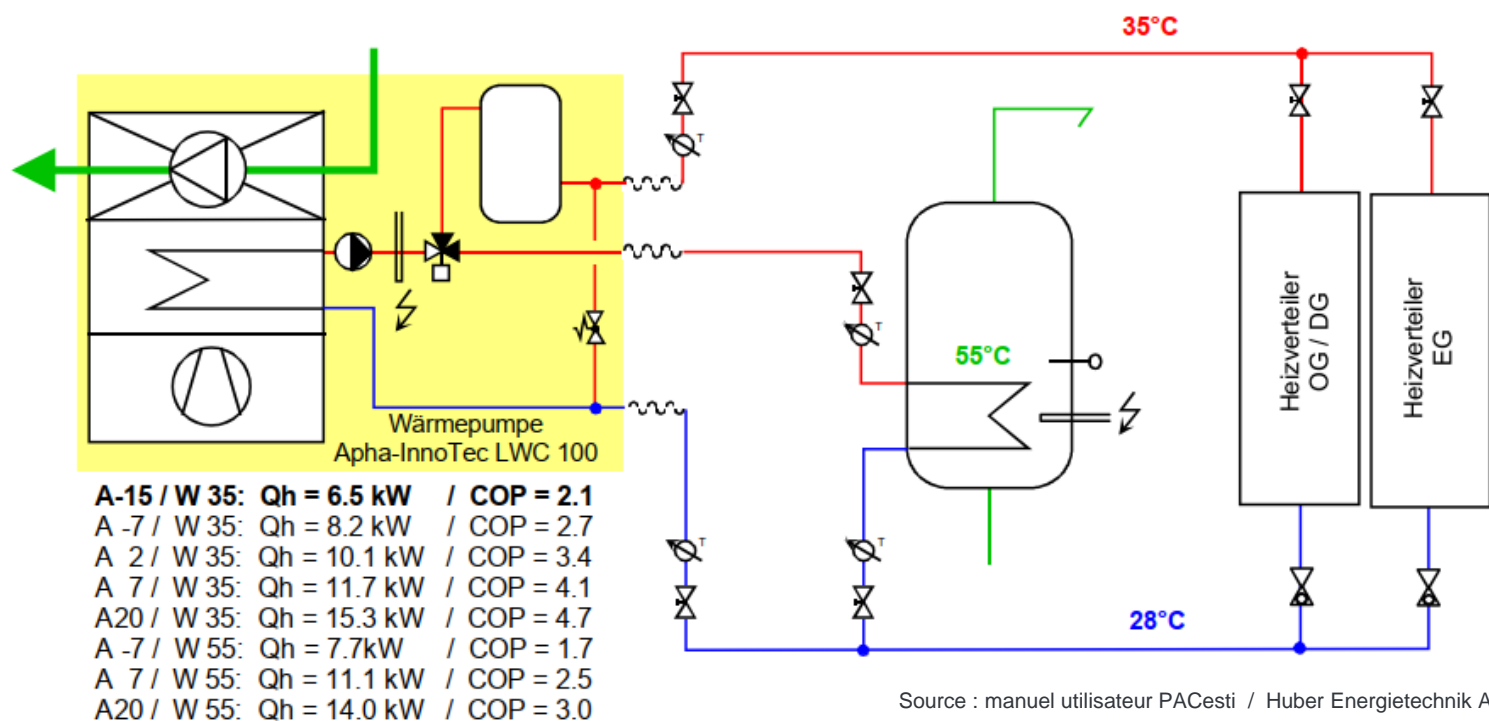 35°C
T
T
55°C
Heizverteiler
OG / DG
Heizverteiler
EG
Wärmepumpe
Apha-InnoTec LWC 100
A-15 / W 35: Qh = 6.5 kW / COP = 2.1
A -7 / W 35: Qh = 8.2 kW / COP = 2.7
A 2 / W 35: Qh = 10.1 kW / COP = 3.4
A 7 / W 35: Qh = 11.7 kW / COP = 4.1
A20 / W 35: Qh = 15.3 kW / COP = 4.7
A -7 / W 55: Qh = 7.7kW / COP = 1.7
A 7 / W 55: Qh = 11.1 kW / COP = 2.5
A20 / W 55: Qh = 14.0 kW / COP = 3.0
T
T
28°C
Source : manuel utilisateur PACesti / Huber Energietechnik A